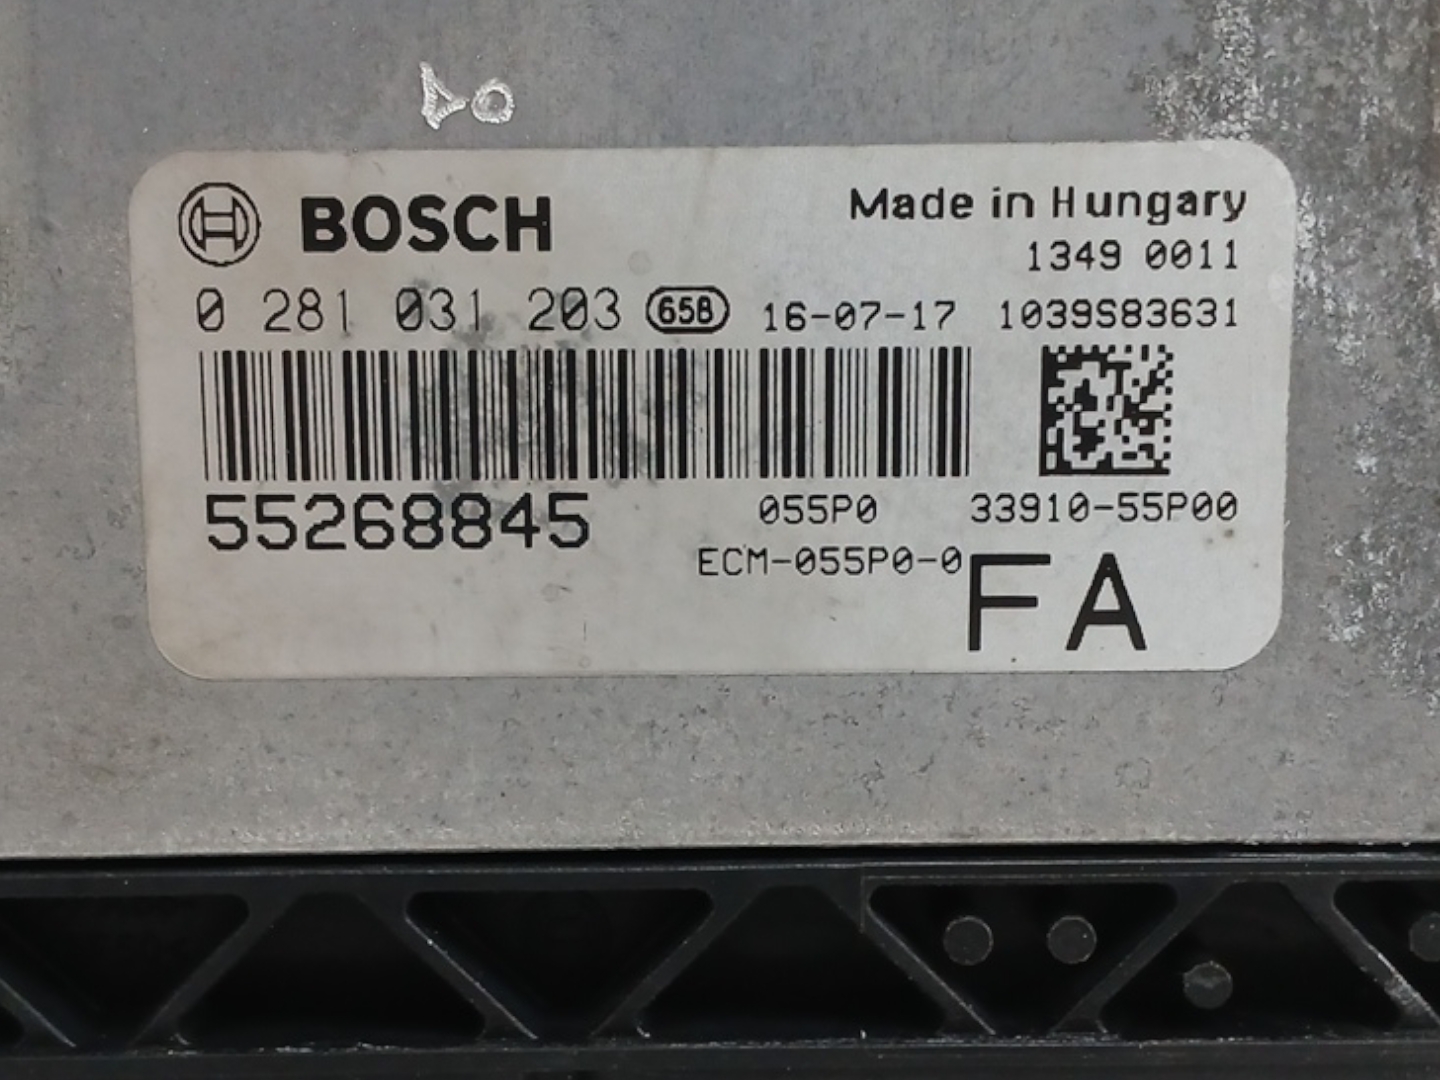 BOSCH
Made in Hungary
1349 0011
0 281 031 203 658 16-07-17 1039S83631
55268845 055P0 33910-55P00
ECM-055P0-0 FA